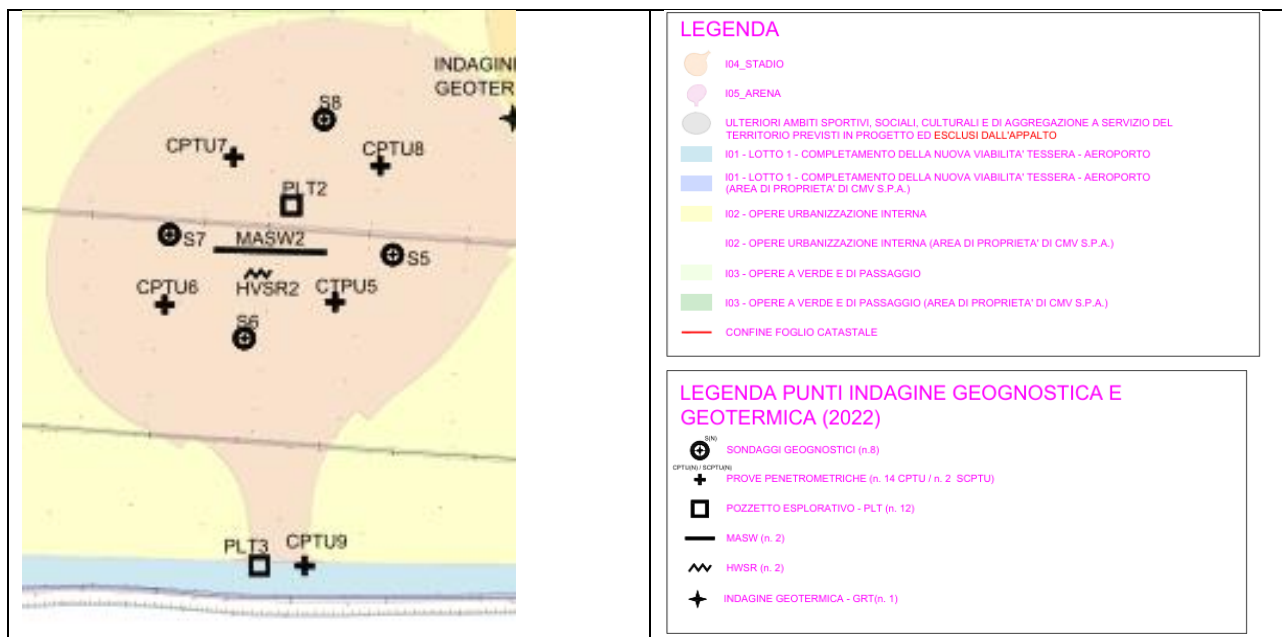 INDAGINI
GEOTER
S8
CPTU7
CPTU8
PLT2
S7
MASW2
S5
HVSR2
CPTU6
CTPU5
S6
PLT3
CPTU9
LEGENDA
I04_STADIO
I05_ARENA
ULTERIORI AMBITI SPORTIVI, SOCIALI, CULTURALI E DI AGGREGAZIONE A SERVIZIO DEL
TERRITORIO PREVISTI IN PROGETTO ED ESCLUSI DALL'APPALTO
I01 - LOTTO 1 - COMPLETAMENTO DELLA NUOVA VIABILITA' TESSERA - AEROPORTO
I01 - LOTTO 1 - COMPLETAMENTO DELLA NUOVA VIABILITA' TESSERA - AEROPORTO
(AREA DI PROPRIETA' DI CMV S.P.A.)
I02 - OPERE URBANIZZAZIONE INTERNA
I02 - OPERE URBANIZZAZIONE INTERNA (AREA DI PROPRIETA' DI CMV S.P.A.)
I03 - OPERE A VERDE E DI PASSAGGIO
I03 - OPERE A VERDE E DI PASSAGGIO (AREA DI PROPRIETA' DI CMV S.P.A.)
CONFINE FOGLIO CATASTALE
LEGENDA PUNTI INDAGINE GEOGNOSTICA E
GEOTERMICA (2022)
S(N)
SONDAGGI GEOGNOSTICI (n.8)
CPTU(N) / SCPTU(N)
PROVE PENETROMETRICHE (n. 14 CPTU / n. 2 SCPTU)
POZZETTO ESPLORATIVO - PLT (n. 12)
MASW (n. 2)
HWSR (n. 2)
INDAGINE GEOTERMICA - GRT(n. 1)